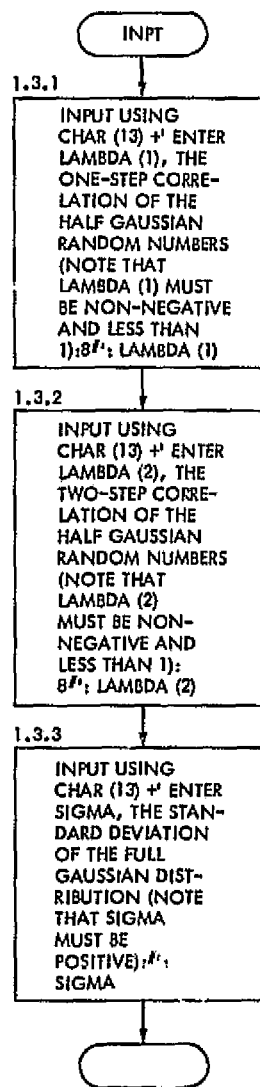 INPT
1.3.1
INPUT USING
CHAR (13) +' ENTER
LAMBDA (1), THE
ONE-STEP CORRE-
LATION OF THE
HALF GAUSSIAN
RANDOM NUMBERS
(NOTE THAT
LAMBDA (1) MUST
BE NON-NEGATIVE
AND LESS THAN
1):8#': LAMBDA (1)
1.3.2
INPUT USING
CHAR (13) +' ENTER
LAMBDA (2), THE
TWO-STEP CORRE-
LATION OF THE
HALF GAUSSIAN
RANDOM NUMBERS
(NOTE THAT
LAMBDA (2)
MUST BE NON-
NEGATIVE AND
LESS THAN 1):
8#': LAMBDA (2)
1.3.3
INPUT USING
CHAR (13) +' ENTER
SIGMA, THE STAN-
DARD DEVIATION
OF THE FULL
GAUSSIAN DIST-
RIBUTION (NOTE
THAT SIGMA
MUST BE
POSITIVE):#':
SIGMA